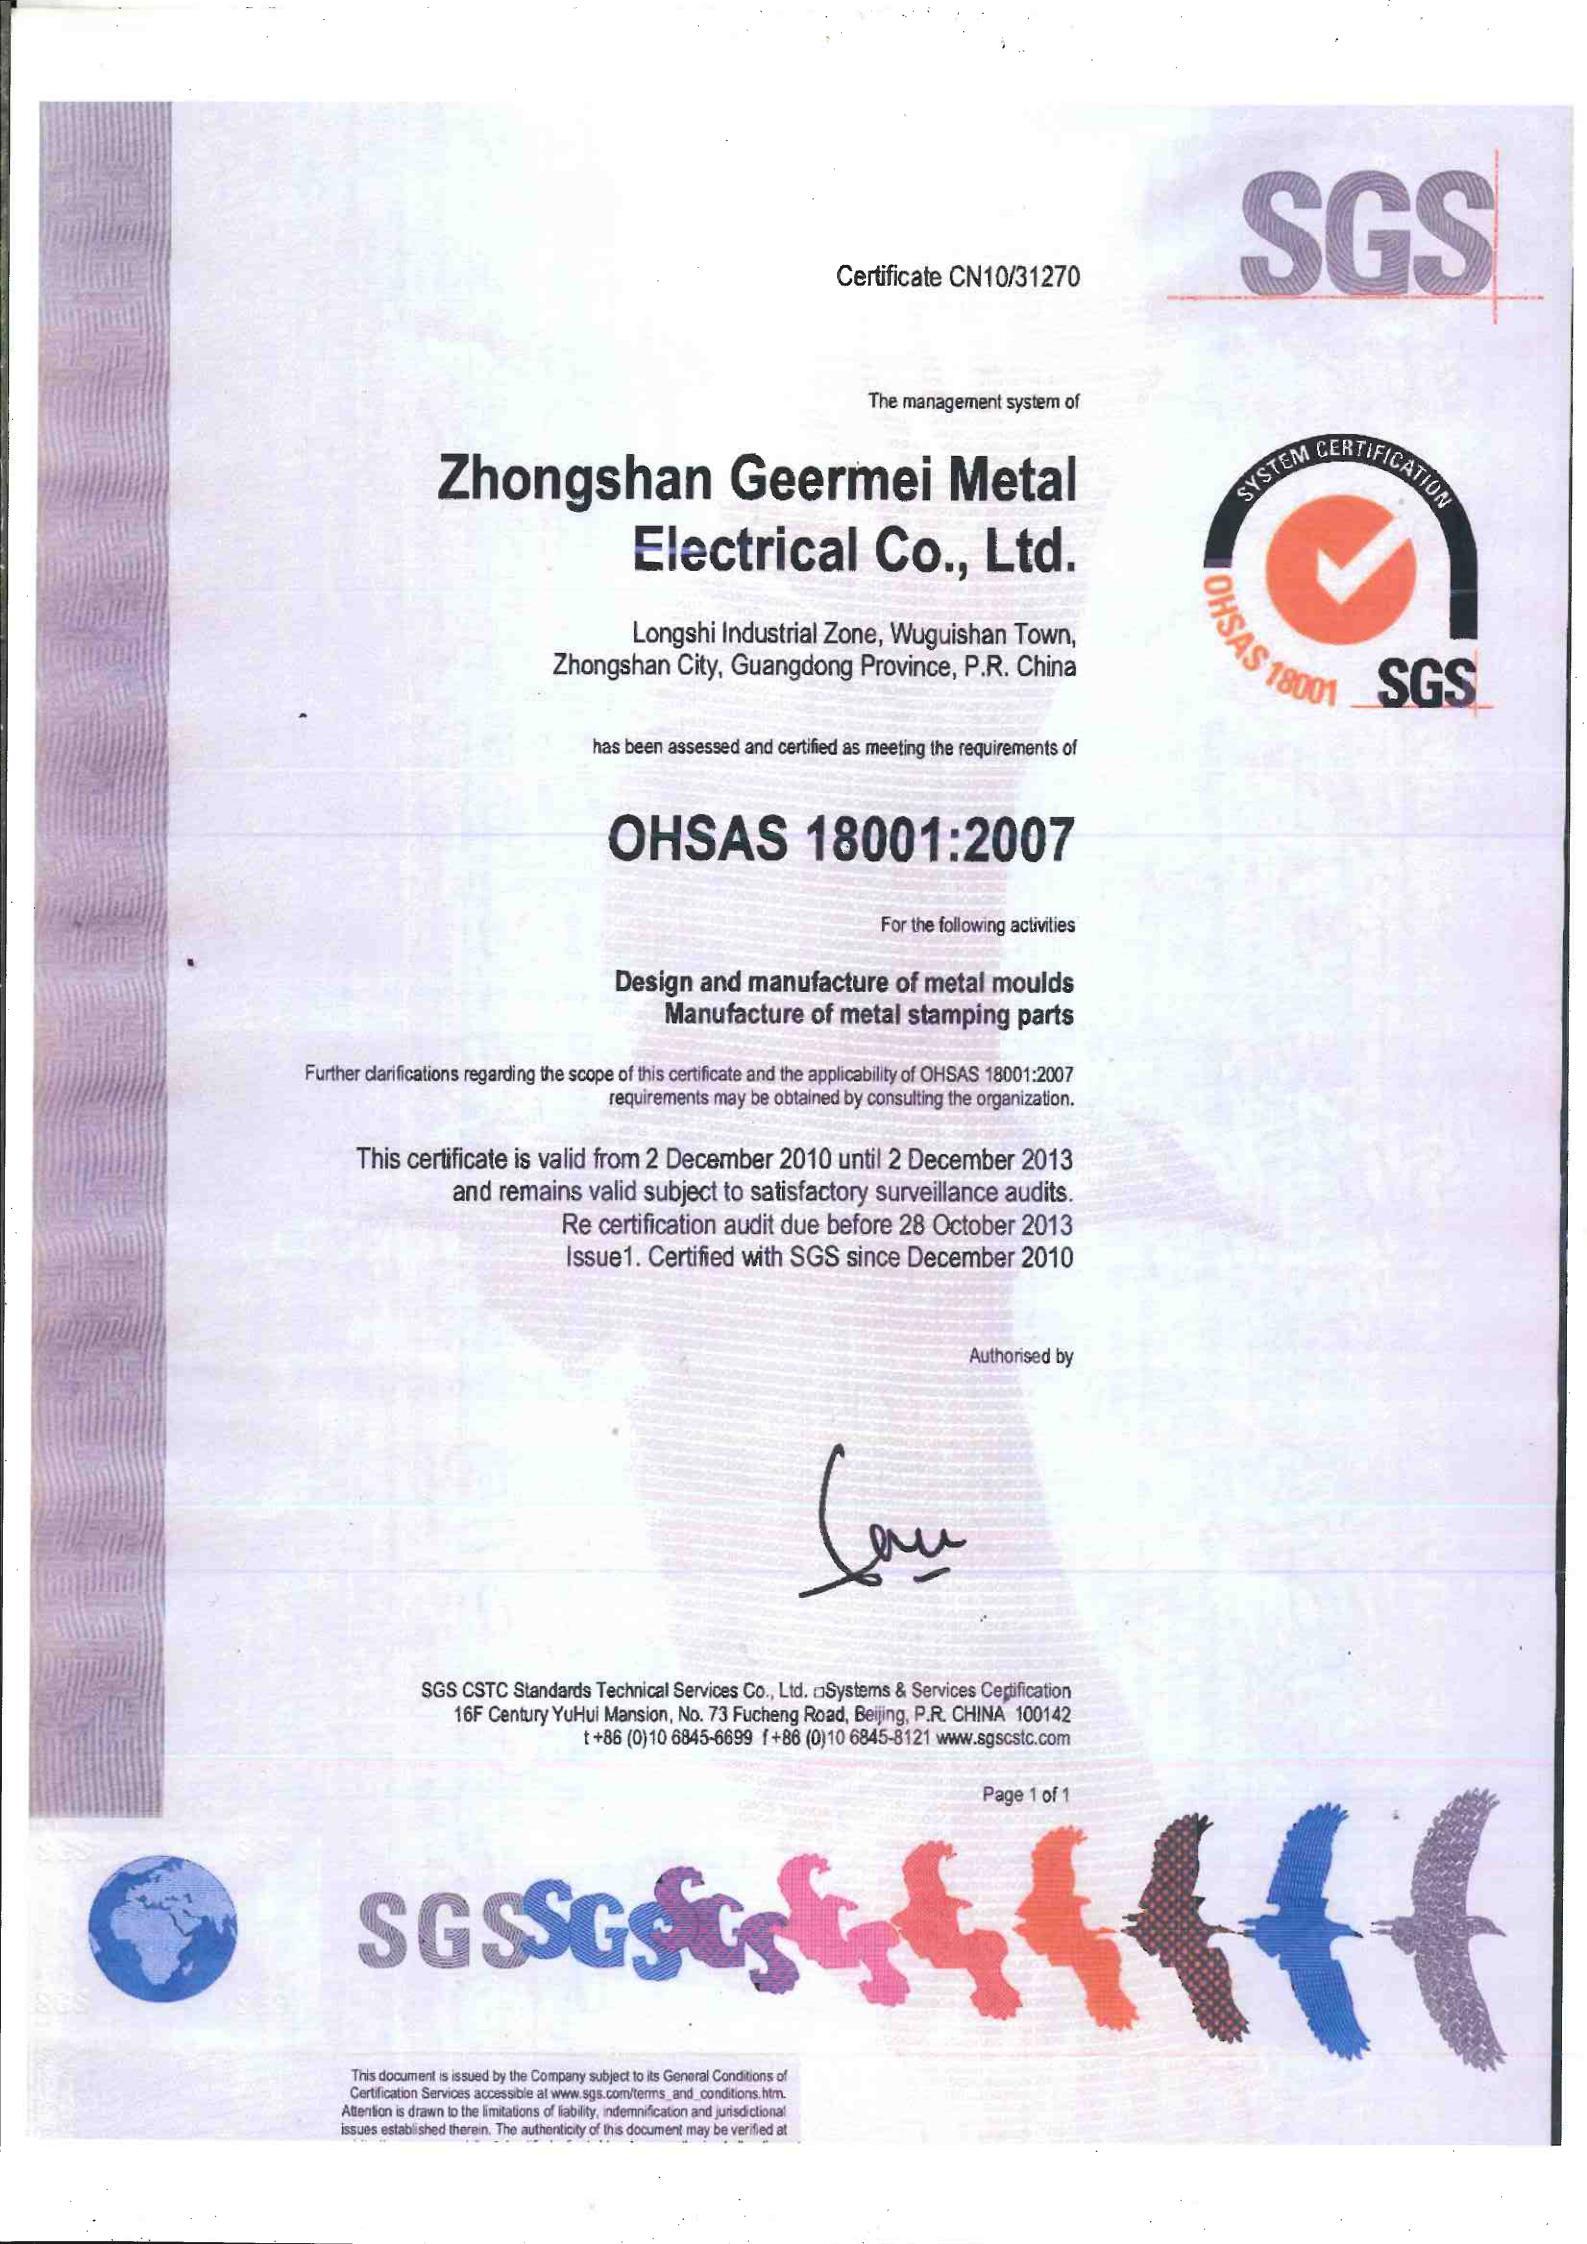 SGS
Certificate CN10/31270
The management system of
Zhongshan Geermei Metal
Electrical Co., Ltd.
SYSTEM CERTIFICATION
OHSAS 18001
SGS
Longshi Industrial Zone, Wuguishan Town,
Zhongshan City, Guangdong Province, P.R. China
has been assessed and certified as meeting the requirements of
OHSAS 18001:2007
For the following activities
Design and manufacture of metal moulds
Manufacture of metal stamping parts
Further clarifications regarding the scope of this certificate and the applicability of OHSAS 18001:2007
requirements may be obtained by consulting the organization.
This certificate is valid from 2 December 2010 until 2 December 2013
and remains valid subject to satisfactory surveillance audits.
Re certification audit due before 28 October 2013
Issue1. Certified with SGS since December 2010
Authorised by
SGS CSTC Standards Technical Services Co., Ltd. □Systems & Services Certification
16F Century YuHui Mansion, No. 73 Fucheng Road, Beijing, P.R. CHINA 100142
t +86 (0)10 6845-6699 f +86 (0)10 6845-8121 www.sgscstc.com
Page 1 of 1
SGS SGS SGS
This document is issued by the Company subject to its General Conditions of
Certification Services accessible at www.sgs.com/terms_and_conditions.htm.
Attention is drawn to the limitations of liability, indemnification and jurisdictional
issues established therein. The authenticity of this document may be verified at